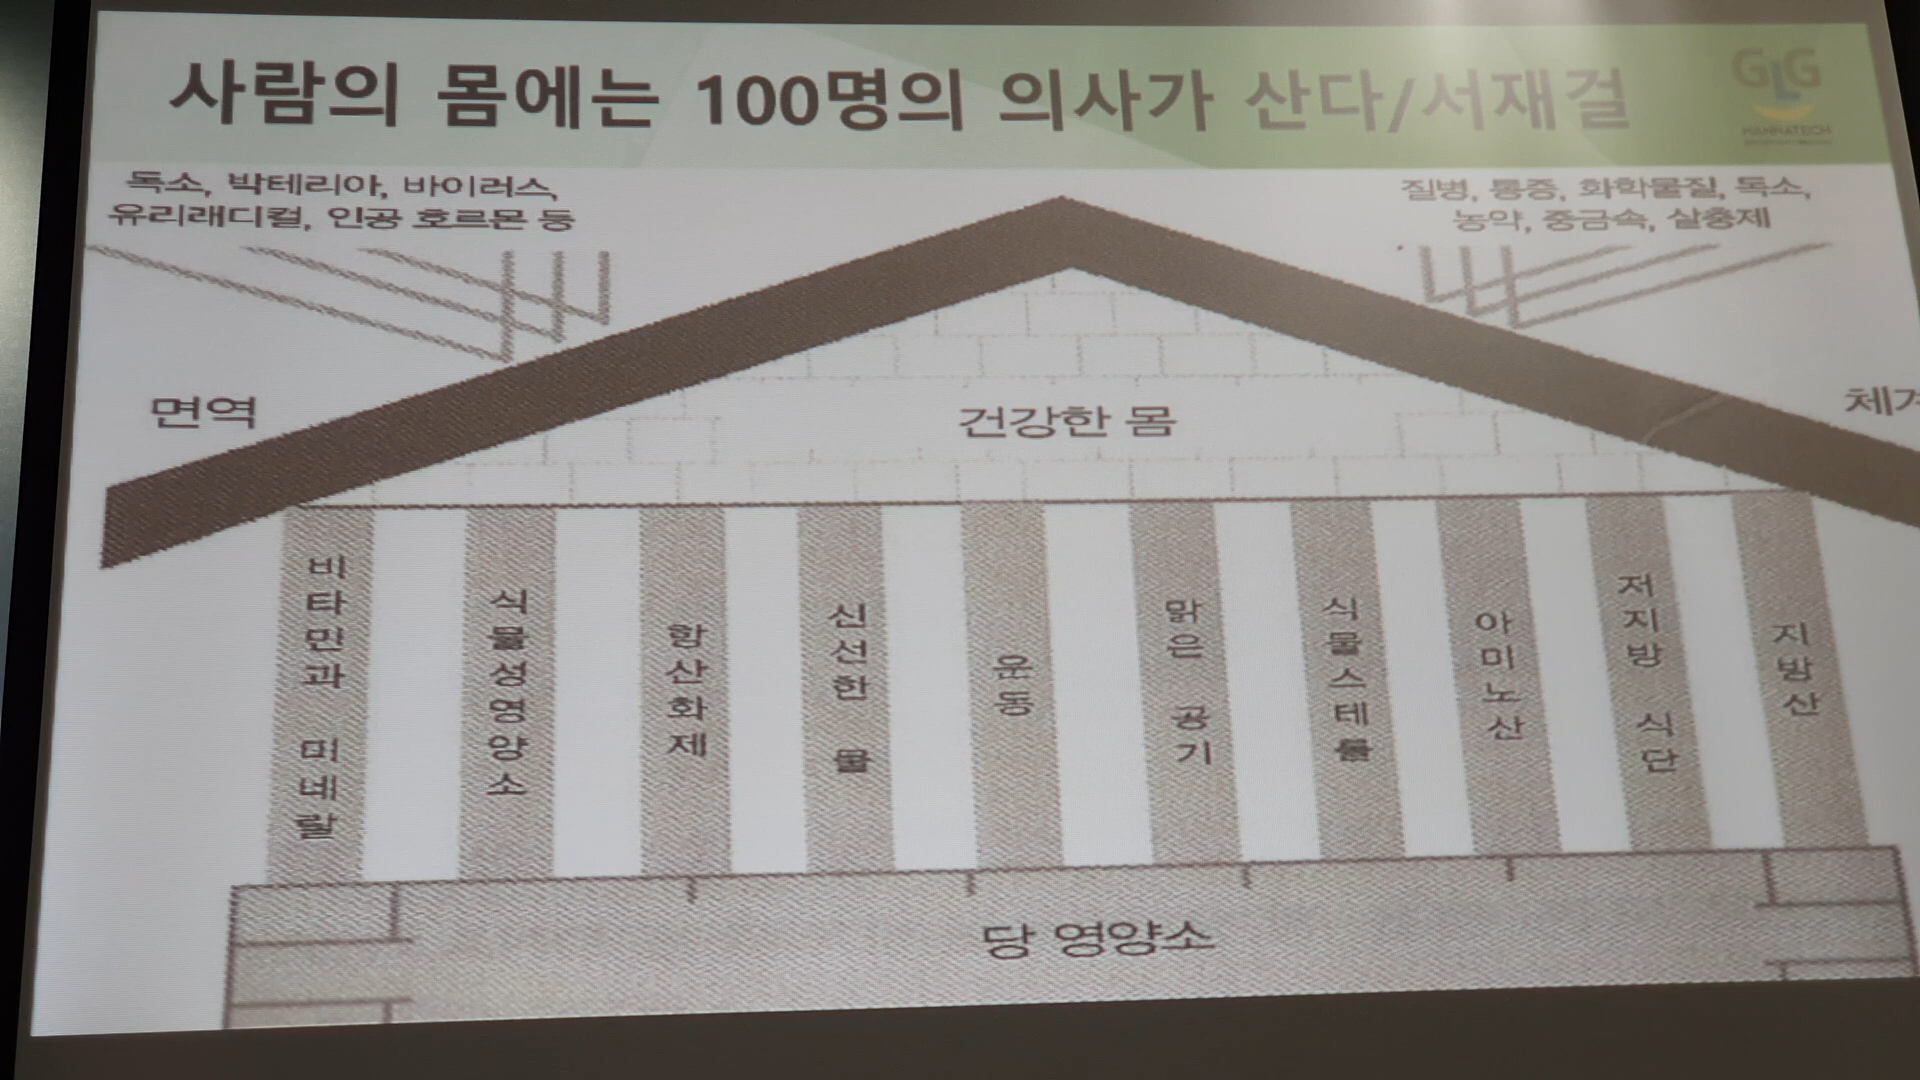 사람의 몸에는 100명의 의사가 산다/서재걸
GLG
MANNATECH
독소, 박테리아, 바이러스,
유리래디컬, 인공 호르몬 등
질병, 통증, 화학물질, 독소,
농약, 중금속, 살충제
면역
체계
건강한 몸
비타민과 미네랄
식물성영양소
항산화제
신선한 물
운동
맑은 공기
식물스테롤
아미노산
저지방 식단
지방산
당 영양소